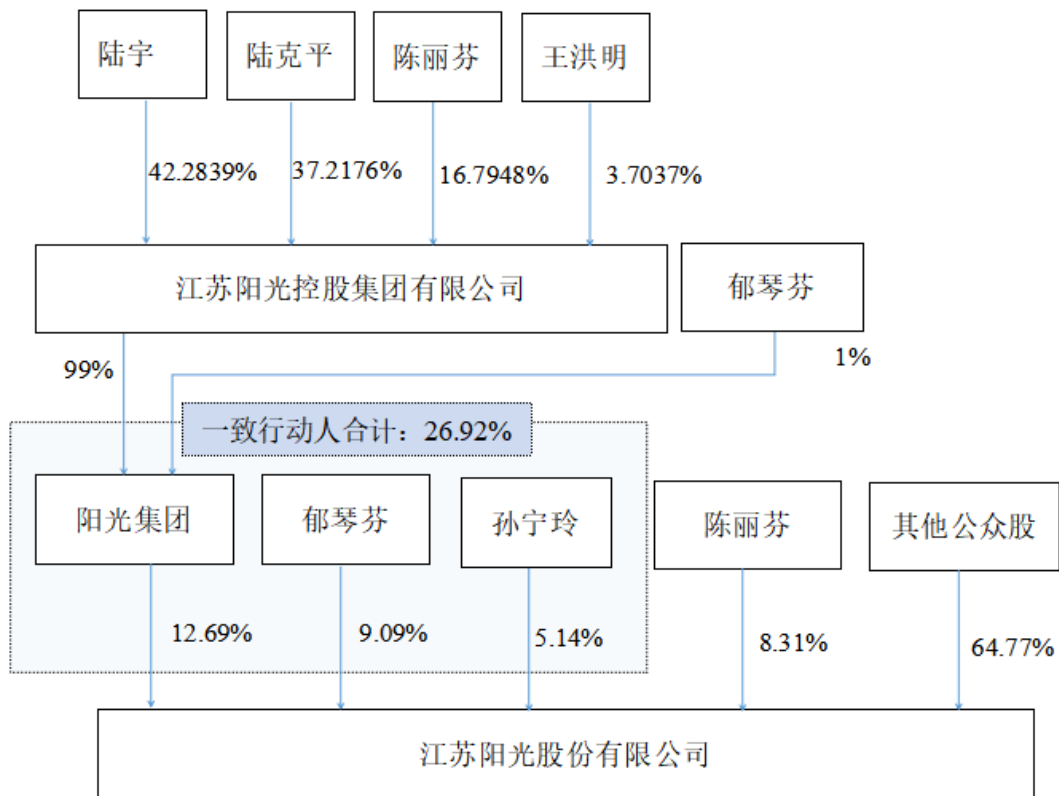 陆宇
陆克平
陈丽芬
王洪明
42.2839%
37.2176%
16.7948%
3.7037%
江苏阳光控股集团有限公司
郁琴芬
99%
1%
一致行动人合计：26.92%
阳光集团
郁琴芬
孙宁玲
陈丽芬
其他公众股
12.69%
9.09%
5.14%
8.31%
64.77%
江苏阳光股份有限公司